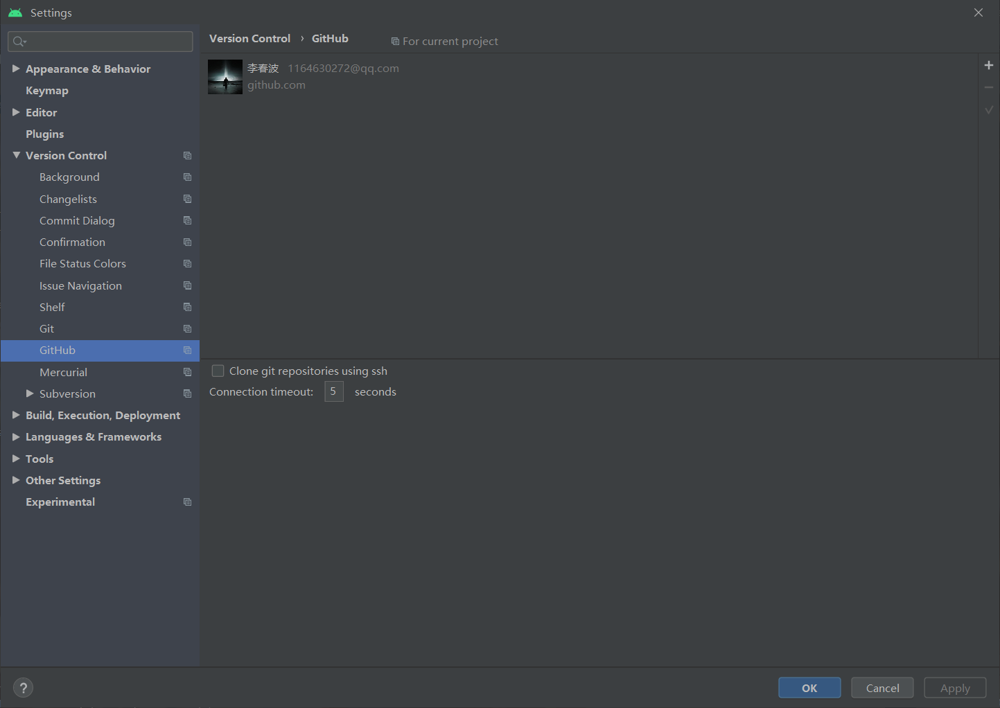 Settings
Version Control › GitHub For current project
Appearance & Behavior
Keymap
Editor
Plugins
Version Control
Background
Changelists
Commit Dialog
Confirmation
File Status Colors
Issue Navigation
Shelf
Git
GitHub
Mercurial
Subversion
Build, Execution, Deployment
Languages & Frameworks
Tools
Other Settings
Experimental
李春波 1164630272@qq.com
github.com
Clone git repositories using ssh
Connection timeout: 5 seconds
?
OK
Cancel
Apply